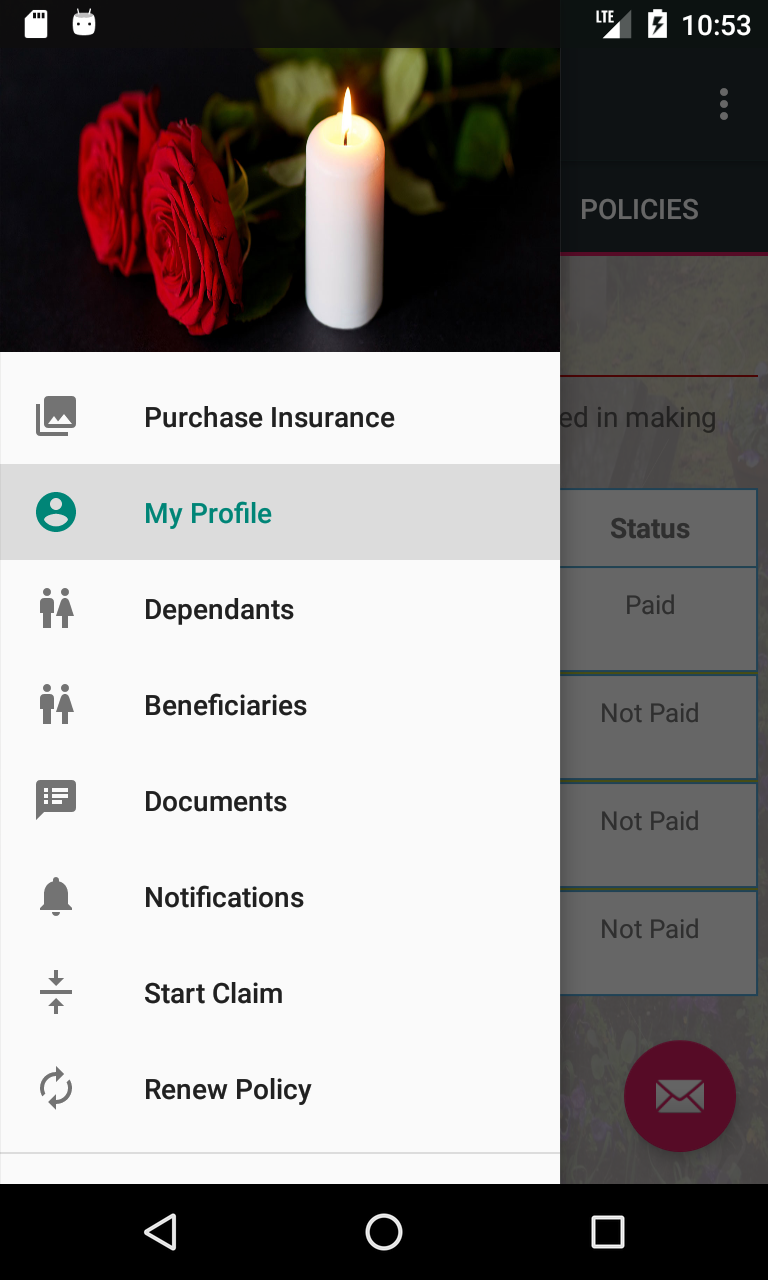 LTE 10:53
POLICIES
Purchase Insurance
ed in making
My Profile
Status
Dependants
Paid
Beneficiaries
Not Paid
Documents
Not Paid
Notifications
Not Paid
Start Claim
Renew Policy